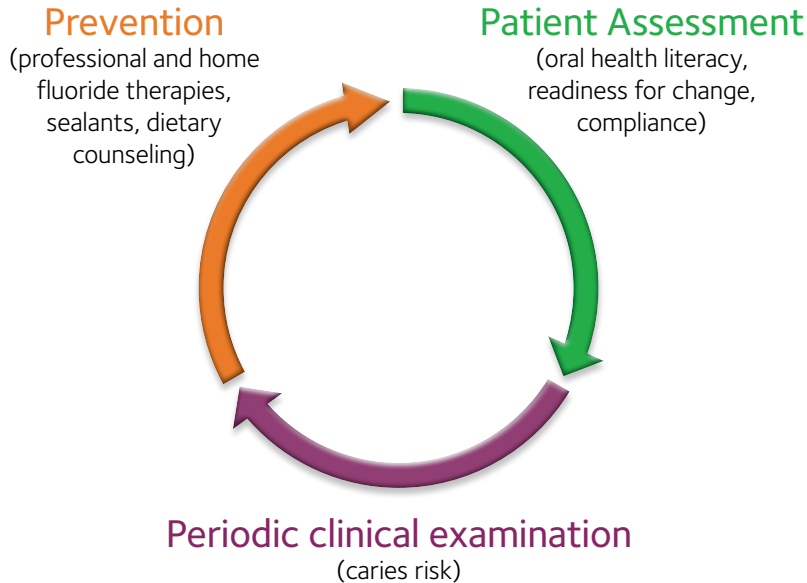 Prevention
(professional and home
fluoride therapies,
sealants, dietary
counseling)
Patient Assessment
(oral health literacy,
readiness for change,
compliance)
Periodic clinical examination
(caries risk)